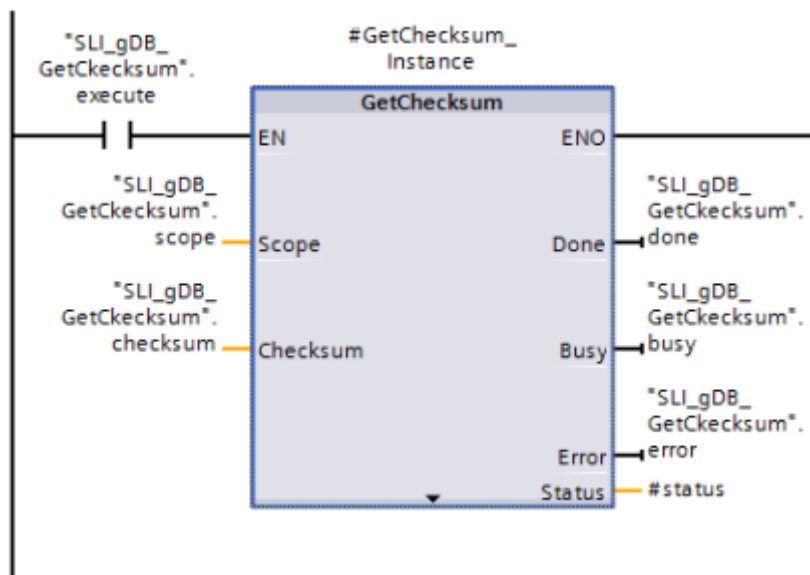 "SLI_gDB_
GetCkecksum".
execute
#GetChecksum_
Instance
GetChecksum
EN
ENO
"SLI_gDB_
GetCkecksum".
scope
Scope
Done
"SLI_gDB_
GetCkecksum".
done
"SLI_gDB_
GetCkecksum".
checksum
Checksum
Busy
"SLI_gDB_
GetCkecksum".
busy
Error
"SLI_gDB_
GetCkecksum".
error
Status
#status